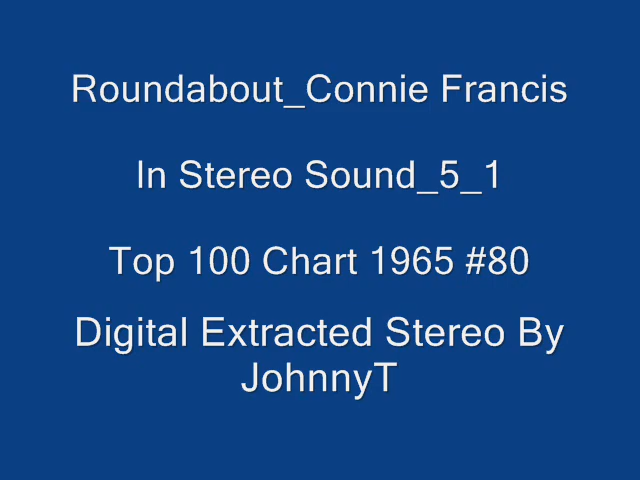 Roundabout_Connie Francis
In Stereo Sound_5_1
Top 100 Chart 1965 #80
Digital Extracted Stereo By
JohnnyT